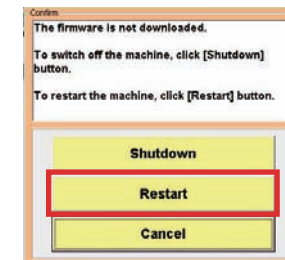 Confirm
The firmware is not downloaded.
To switch off the machine, click [Shutdown]
button.
To restart the machine, click [Restart] button.
Shutdown
Restart
Cancel